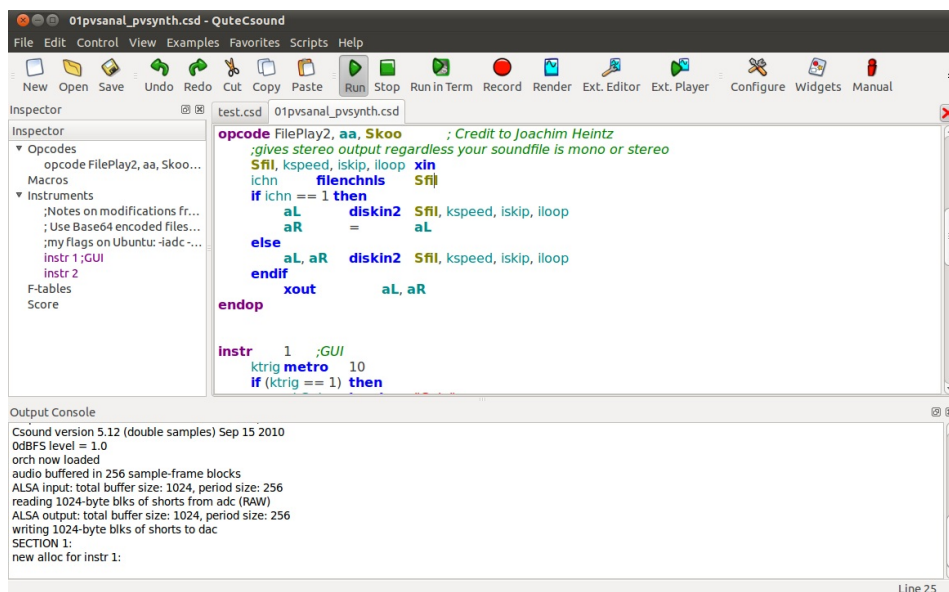 01pvsanal_pvsynth.csd - QuteCsound
File Edit Control View Examples Favorites Scripts Help
New Open Save Undo Redo Cut Copy Paste Run Stop Run in Term Record Render Ext. Editor Ext. Player Configure Widgets Manual
Inspector
test.csd 01pvsanal_pvsynth.csd
Inspector
Opcodes
opcode FilePlay2, aa, Skoo...
Macros
Instruments
;Notes on modifications fr...
; Use Base64 encoded files...
;my flags on Ubuntu: -iadc -...
instr 1 ;GUI
instr 2
F-tables
Score
opcode FilePlay2, aa, Skoo ; Credit to Joachim Heintz
;gives stereo output regardless your soundfile is mono or stereo
Sfil, kspeed, iskip, iloop xin
ichn filenchnls Sfil
if ichn == 1 then
aL diskin2 Sfil, kspeed, iskip, iloop
aR = aL
else
aL, aR diskin2 Sfil, kspeed, iskip, iloop
endif
xout aL, aR
endop
instr 1 ;GUI
ktrig metro 10
if (ktrig == 1) then
Output Console
Csound version 5.12 (double samples) Sep 15 2010
0dBFS level = 1.0
orch now loaded
audio buffered in 256 sample-frame blocks
ALSA input: total buffer size: 1024, period size: 256
reading 1024-byte blks of shorts from adc (RAW)
ALSA output: total buffer size: 1024, period size: 256
writing 1024-byte blks of shorts to dac
SECTION 1:
new alloc for instr 1:
Line 25